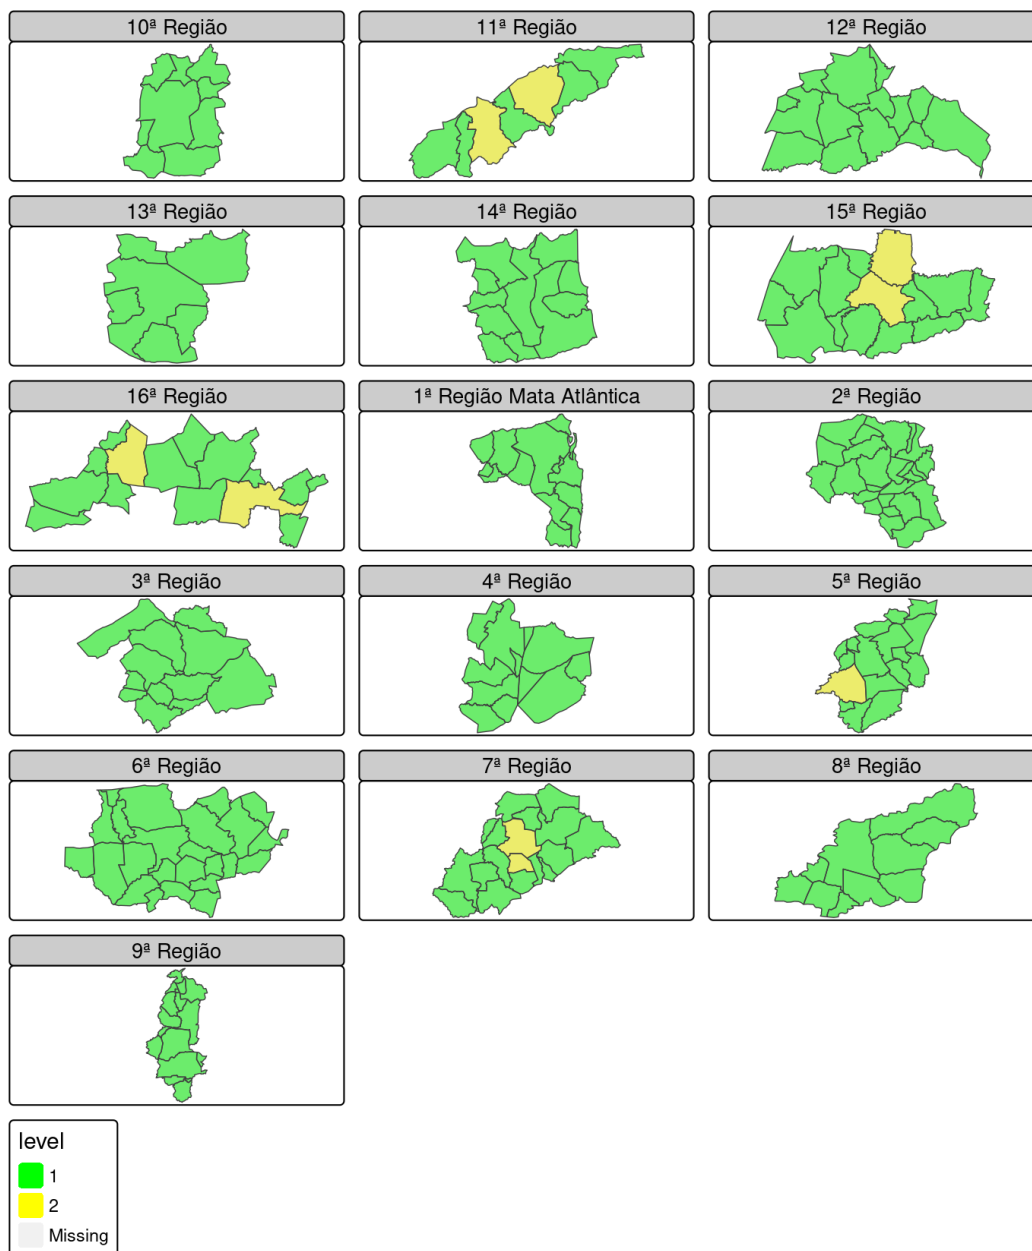 10ª Região
11ª Região
12ª Região
13ª Região
14ª Região
15ª Região
16ª Região
1ª Região Mata Atlântica
2ª Região
3ª Região
4ª Região
5ª Região
6ª Região
7ª Região
8ª Região
9ª Região
level
1
2
Missing